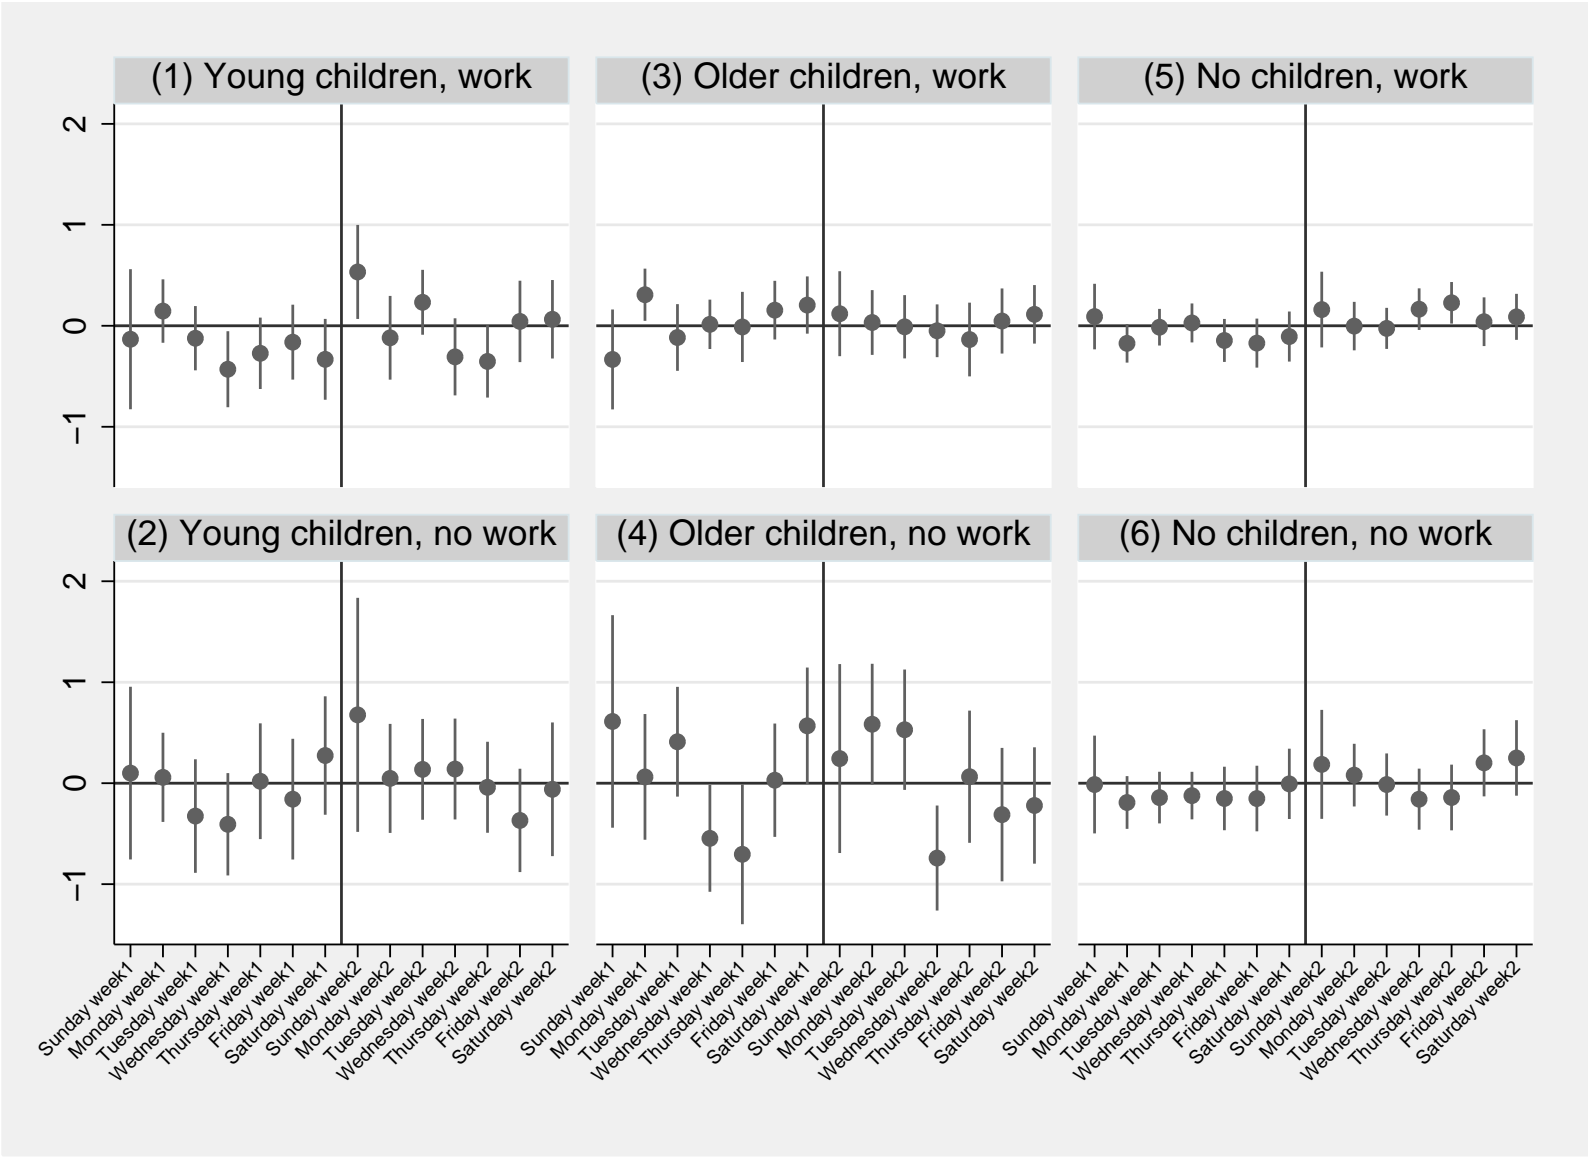 (1) Young children, work
(3) Older children, work
(5) No children, work
2
1
0
−1
(2) Young children, no work
(4) Older children, no work
(6) No children, no work
2
1
0
−1
Sunday week1
Monday week1
Tuesday week1
Wednesday week1
Thursday week1
Friday week1
Saturday week1
Sunday week2
Monday week2
Tuesday week2
Wednesday week2
Thursday week2
Friday week2
Saturday week2
Sunday week1
Monday week1
Tuesday week1
Wednesday week1
Thursday week1
Friday week1
Saturday week1
Sunday week2
Monday week2
Tuesday week2
Wednesday week2
Thursday week2
Friday week2
Saturday week2
Sunday week1
Monday week1
Tuesday week1
Wednesday week1
Thursday week1
Friday week1
Saturday week1
Sunday week2
Monday week2
Tuesday week2
Wednesday week2
Thursday week2
Friday week2
Saturday week2